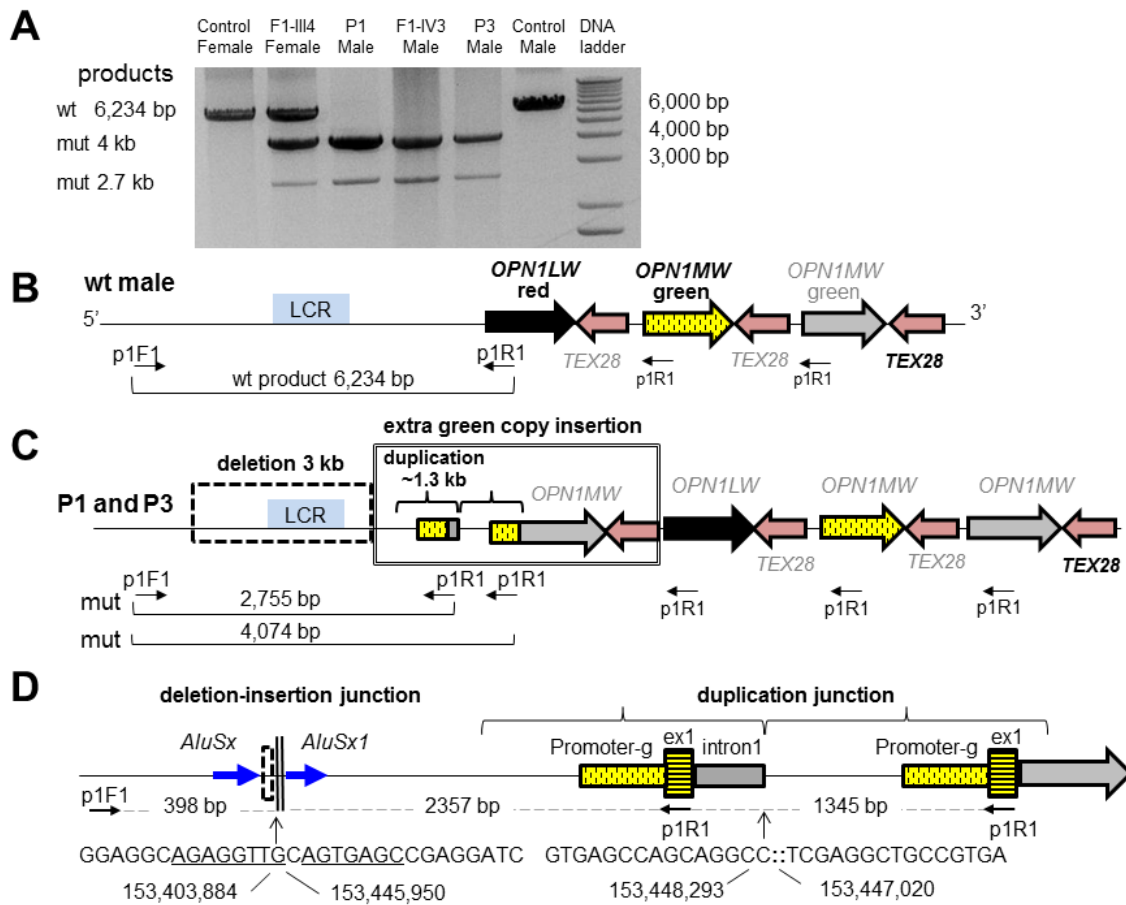 A
Control Female
F1-III4 Female
P1 Male
F1-IV3 Male
P3 Male
Control Male
DNA ladder
products
wt 6,234 bp
mut 4 kb
mut 2.7 kb
6,000 bp
4,000 bp
3,000 bp
B
wt male
OPN1LW
red
OPN1MW
green
OPN1MW
green
5'
LCR
3'
TEX28
TEX28
TEX28
p1F1
p1R1
p1R1
p1R1
wt product 6,234 bp
C
extra green copy insertion
deletion 3 kb
duplication
~1.3 kb
P1 and P3
LCR
OPN1MW
OPN1LW
OPN1MW
OPN1MW
TEX28
TEX28
TEX28
p1F1
p1R1
p1R1
p1R1
p1R1
p1R1
mut
2,755 bp
mut
4,074 bp
D
deletion-insertion junction
duplication junction
AluSx
AluSx1
Promoter-g
ex1
intron1
Promoter-g
ex1
p1F1
398 bp
2357 bp
p1R1
1345 bp
p1R1
GGAGGCAGAGGTTGCAGTGAGCCGAGGATC
GTGAGCCAGCAGGCC::TCGAGGCTGCCGTGA
153,403,884
153,445,950
153,448,293
153,447,020